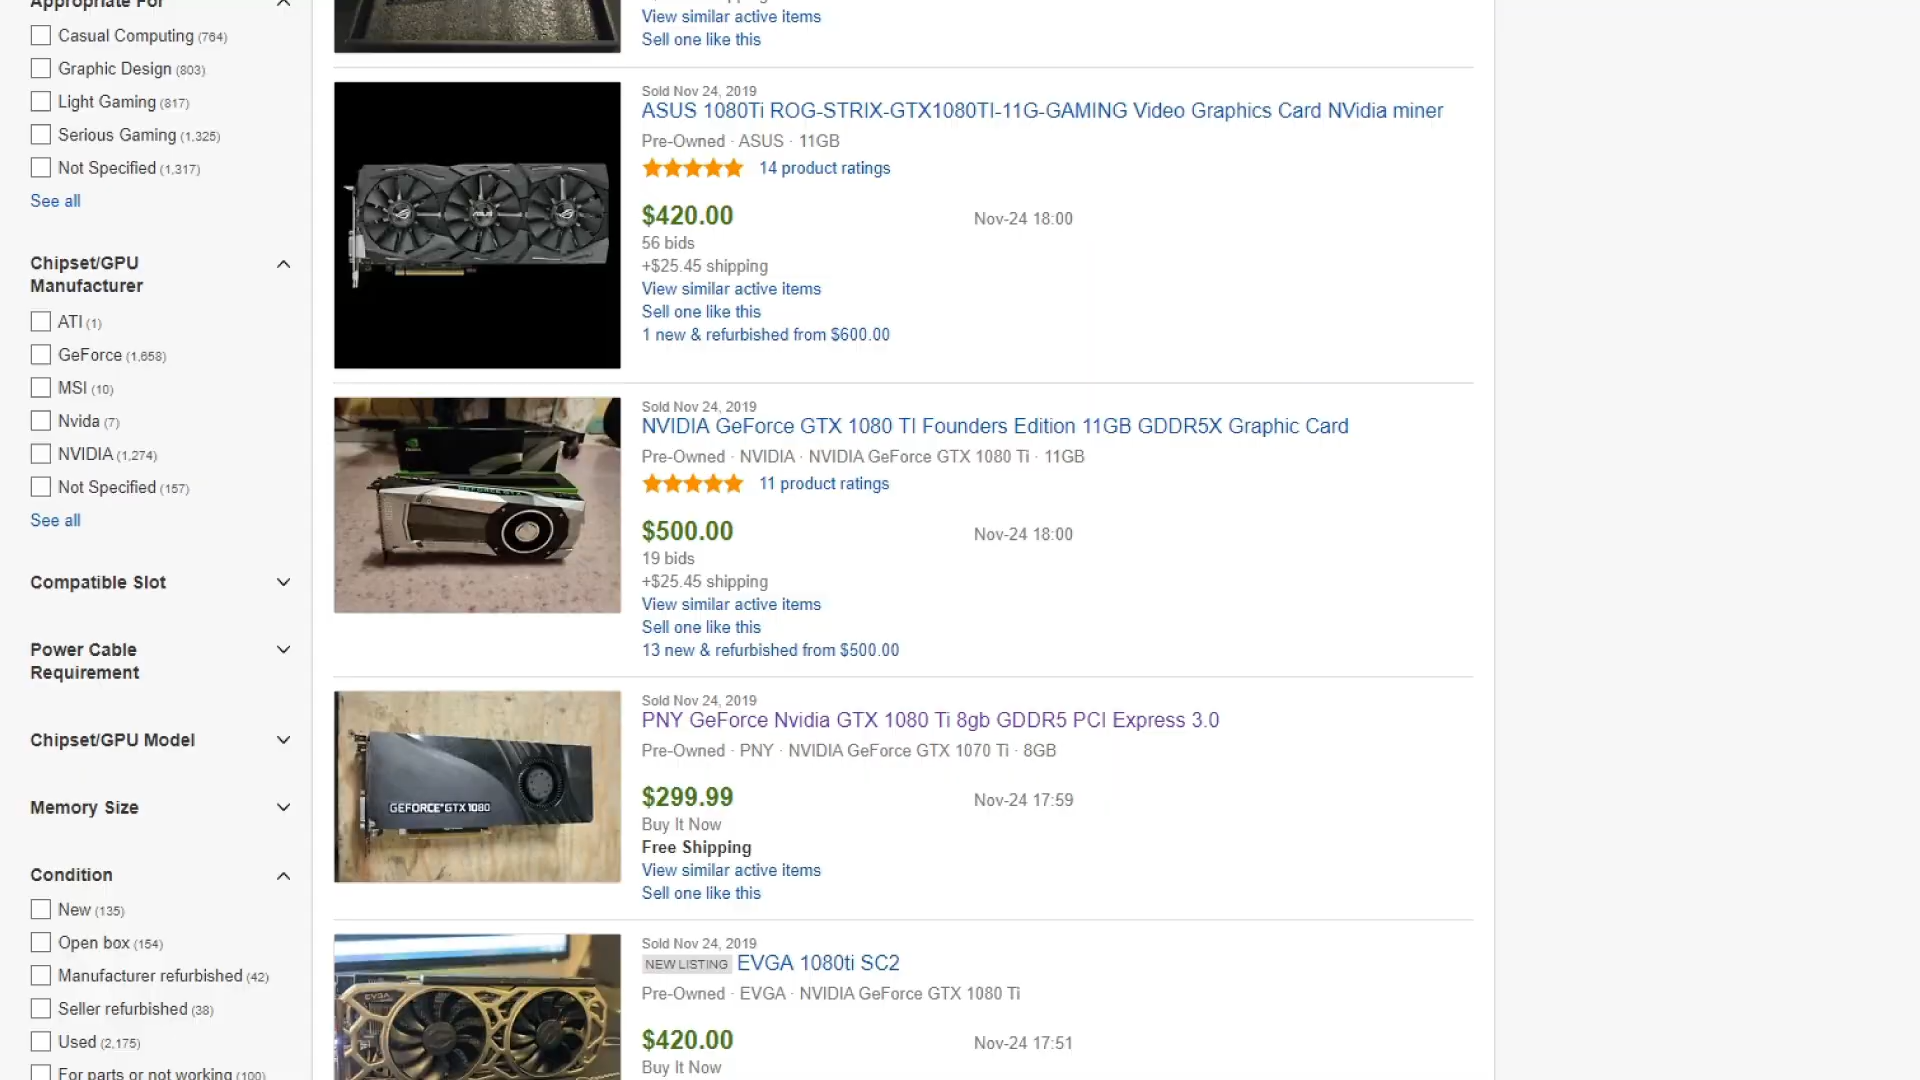 Appropriate For
Casual Computing (764)
Graphic Design (803)
Light Gaming (817)
Serious Gaming (1,325)
Not Specified (1,317)
See all
Chipset/GPU
Manufacturer
ATI (1)
GeForce (1,658)
MSI (10)
Nvida (7)
NVIDIA (1,274)
Not Specified (157)
See all
Compatible Slot
Power Cable
Requirement
Chipset/GPU Model
Memory Size
Condition
New (135)
Open box (154)
Manufacturer refurbished (42)
Seller refurbished (38)
Used (2,175)
For parts or not working (100)
View similar active items
Sell one like this
Sold Nov 24, 2019
ASUS 1080Ti ROG-STRIX-GTX1080TI-11G-GAMING Video Graphics Card NVidia miner
Pre-Owned · ASUS · 11GB
14 product ratings
$420.00
Nov-24 18:00
56 bids
+$25.45 shipping
View similar active items
Sell one like this
1 new & refurbished from $600.00
Sold Nov 24, 2019
NVIDIA GeForce GTX 1080 TI Founders Edition 11GB GDDR5X Graphic Card
Pre-Owned · NVIDIA · NVIDIA GeForce GTX 1080 Ti · 11GB
11 product ratings
$500.00
Nov-24 18:00
19 bids
+$25.45 shipping
View similar active items
Sell one like this
13 new & refurbished from $500.00
GEFORCE GTX 1080
Sold Nov 24, 2019
PNY GeForce Nvidia GTX 1080 Ti 8gb GDDR5 PCI Express 3.0
Pre-Owned · PNY · NVIDIA GeForce GTX 1070 Ti · 8GB
$299.99
Nov-24 17:59
Buy It Now
Free Shipping
View similar active items
Sell one like this
EVGA
Sold Nov 24, 2019
NEW LISTING EVGA 1080ti SC2
Pre-Owned · EVGA · NVIDIA GeForce GTX 1080 Ti
$420.00
Nov-24 17:51
Buy It Now